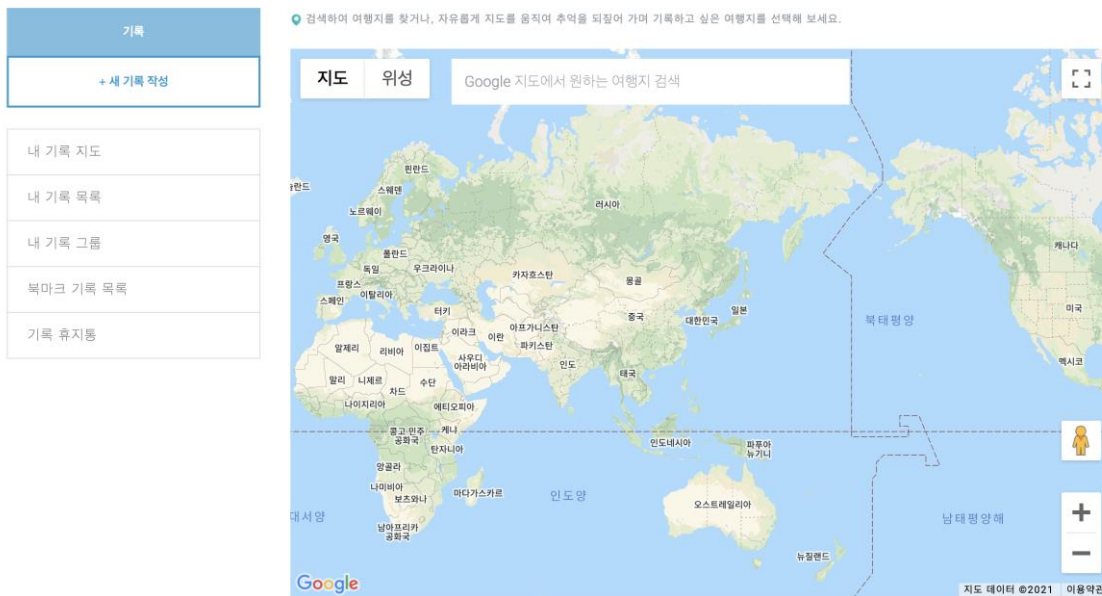 기록
+ 새 기록 작성
내 기록 지도
내 기록 목록
내 기록 그룹
북마크 기록 목록
기록 휴지통
검색하여 여행지를 찾거나, 자유롭게 지도를 움직여 추억을 되짚어 가며 기록하고 싶은 여행지를 선택해 보세요.
지도
위성
Google 지도에서 원하는 여행지 검색
핀란드
스웨덴
노르웨이
러시아
영국
폴란드
독일
우크라이나
프랑스
이탈리아
스페인
카자흐스탄
몽골
캐나다
터키
이라크
이란
아프가니스탄
파키스탄
중국
대한민국
일본
북태평양
미국
알제리
리비아
이집트
사우디
아라비아
인도
태국
멕시코
말리
니제르
차드
수단
나이지리아
에티오피아
콩고 민주
공화국
케냐
탄자니아
인도네시아
파푸아
뉴기니
앙골라
나미비아
보츠와나
마다가스카르
인도양
오스트레일리아
대서양
남아프리카
공화국
남태평양해
뉴질랜드
Google
지도 데이터 ©2021
이용약관